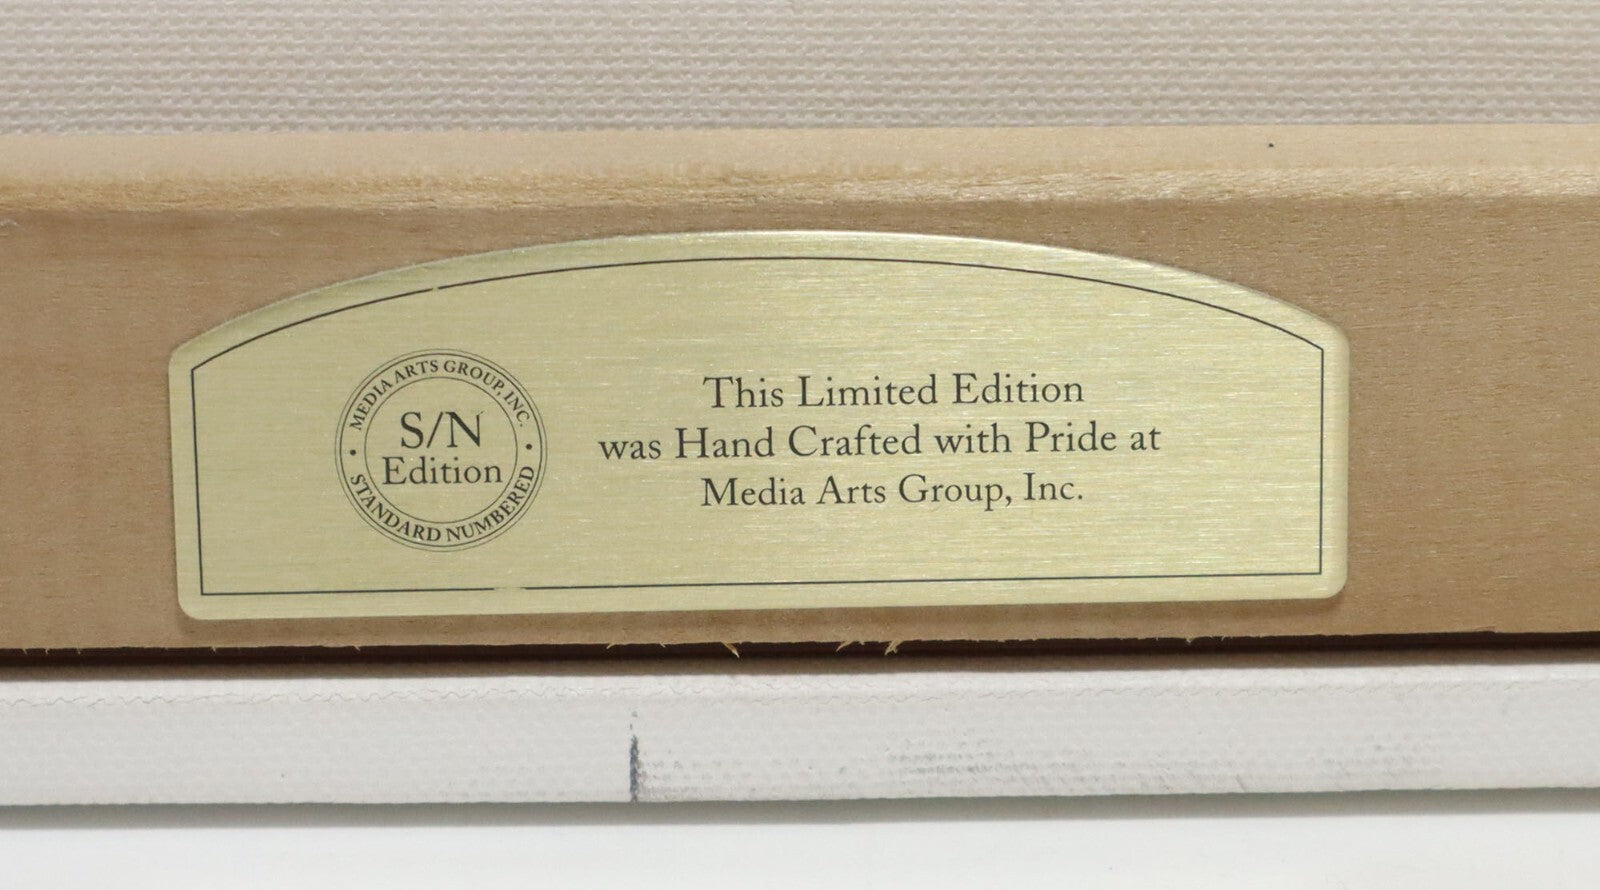 MEDIA ARTS GROUP, INC.
S/N
Edition
STANDARD NUMBERED
This Limited Edition
was Hand Crafted with Pride at
Media Arts Group, Inc.